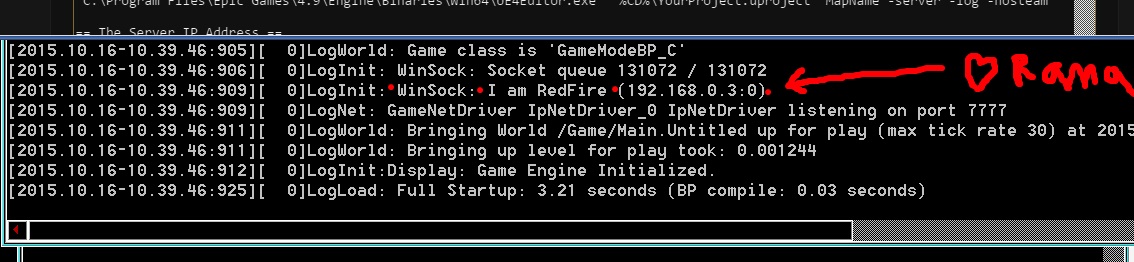 C:\Program Files\Epic Games\4.9\Engine\Binaries\Win64\UE4Editor.exe" "%CD%\YourProject.uproject" MapName -server -log -nosteam
== The Server IP Address ==
[2015.10.16-10.39.46:905][  0]LogWorld: Game class is 'GameModeBP_C'
[2015.10.16-10.39.46:906][  0]LogInit: WinSock: Socket queue 131072 / 131072
[2015.10.16-10.39.46:909][  0]LogInit: WinSock: I am RedFire (192.168.0.3:0) ♡ Rama
[2015.10.16-10.39.46:909][  0]LogNet: GameNetDriver IpNetDriver_0 IpNetDriver listening on port 7777
[2015.10.16-10.39.46:911][  0]LogWorld: Bringing World /Game/Main.Untitled up for play (max tick rate 30) at 2015
[2015.10.16-10.39.46:911][  0]LogWorld: Bringing up level for play took: 0.001244
[2015.10.16-10.39.46:912][  0]LogInit:Display: Game Engine Initialized.
[2015.10.16-10.39.46:925][  0]LogLoad: Full Startup: 3.21 seconds (BP compile: 0.03 seconds)